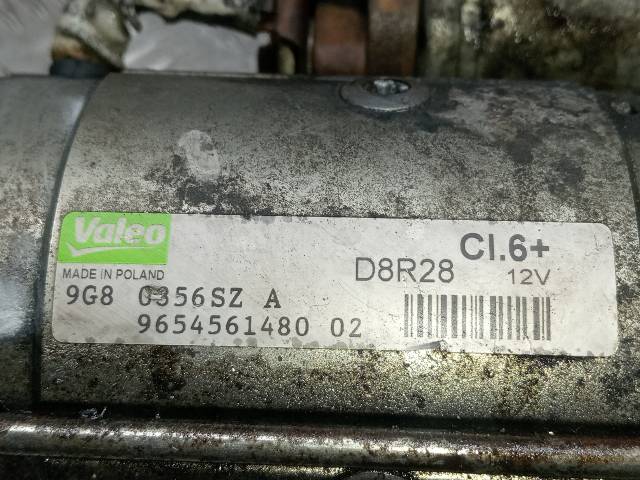 Valeo
MADE IN POLAND
Cl.6+
D8R28 12V
9G8 0356SZ A
9654561480 02